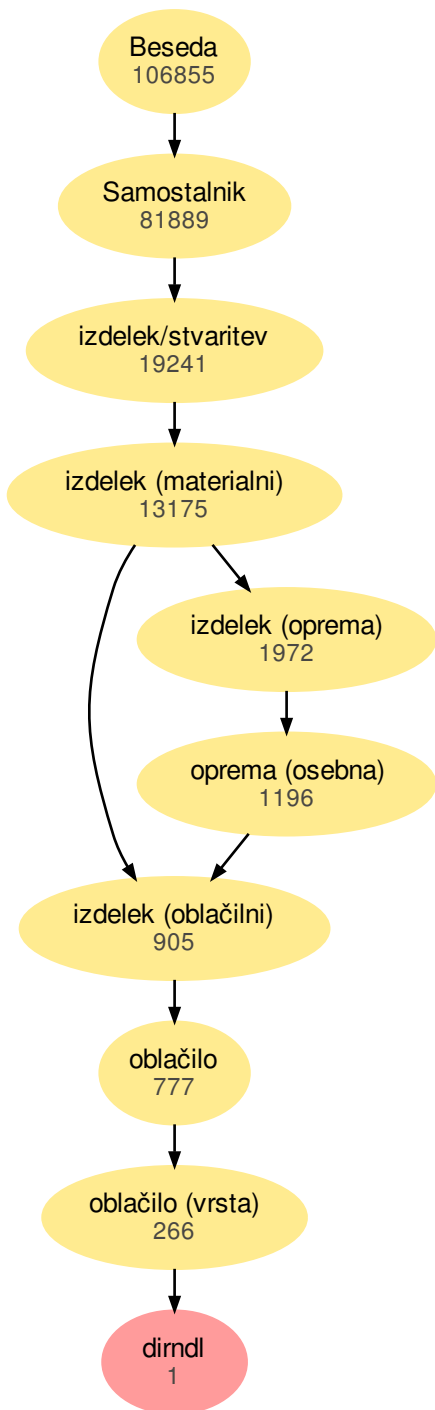 Beseda
106855
Samostalnik
81889
izdelek/stvaritev
19241
izdelek (materialni)
13175
izdelek (oprema)
1972
oprema (osebna)
1196
izdelek (oblačilni)
905
oblačilo
777
oblačilo (vrsta)
266
dirndl
1